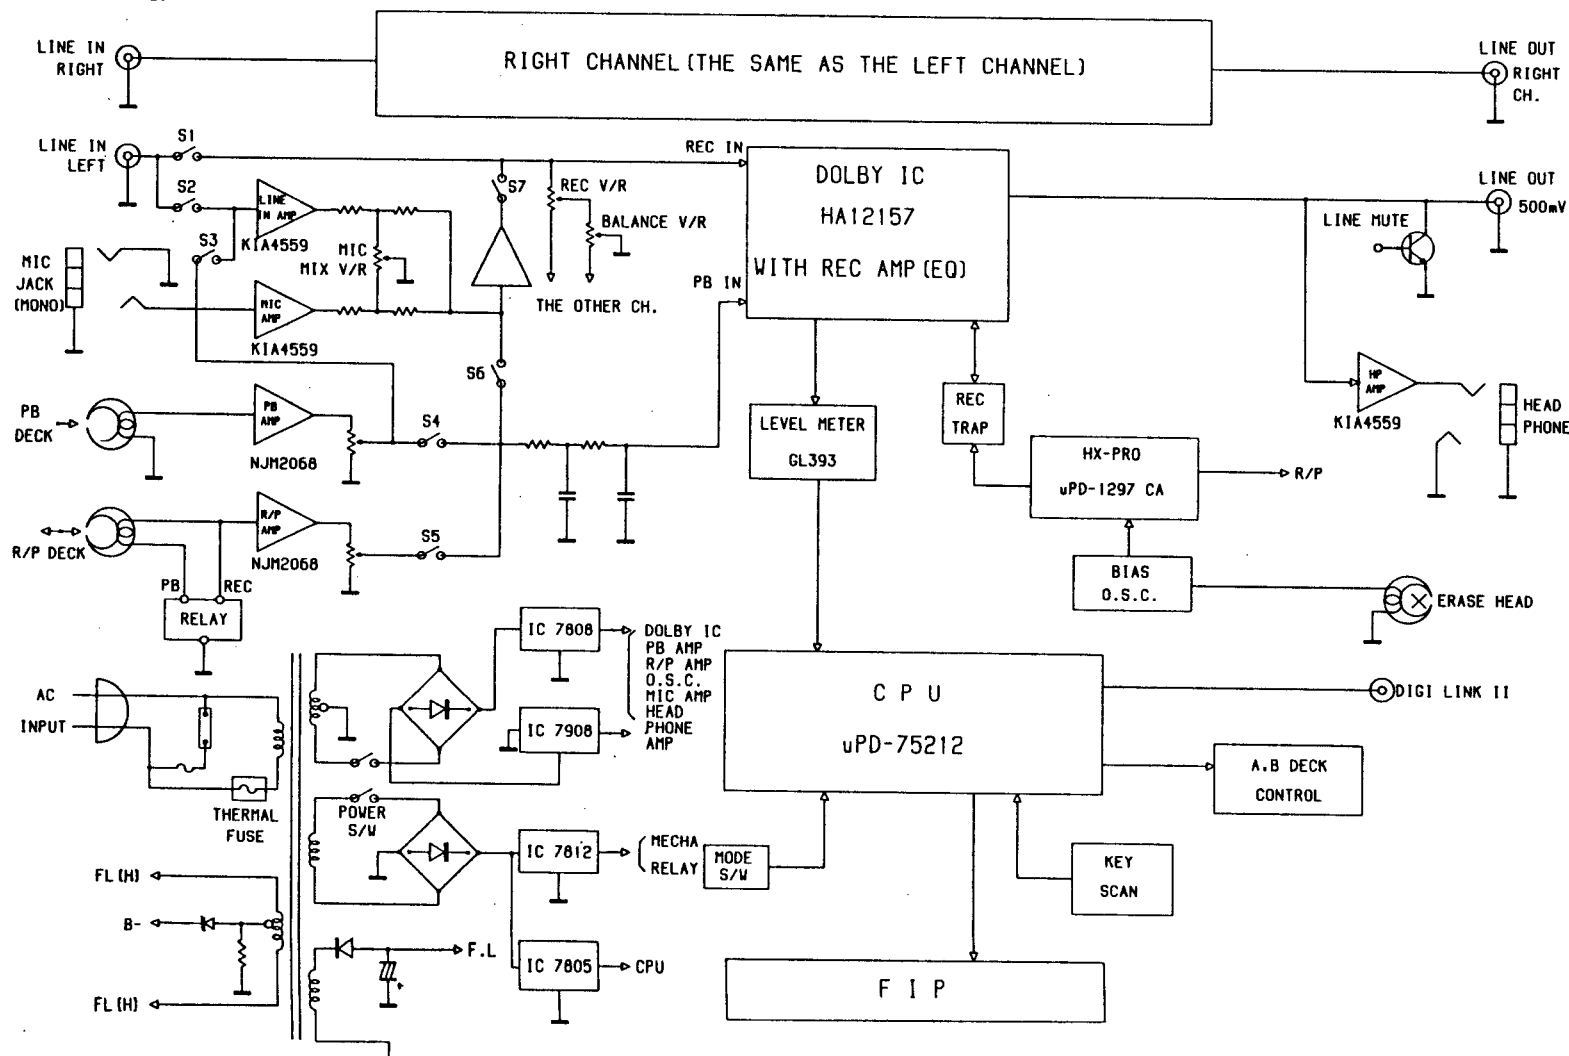 LINE IN
RIGHT
RIGHT CHANNEL(THE SAME AS THE LEFT CHANNEL)
LINE OUT
RIGHT
CH.
LINE IN
LEFT
S1
S2
S3
LINE
IN AMP
KIA4559
MIC
MIX V/R
S7
REC V/R
BALANCE V/R
THE OTHER CH.
REC IN
PB IN
DOLBY IC
HA12157
WITH REC AMP(EQ)
LINE OUT
500mV
LINE MUTE
MIC
JACK
(MONO)
MIC
AMP
KIA4559
S6
PB
DECK
PB
AMP
NJM2068
S4
LEVEL METER
GL393
REC
TRAP
HX-PRO
uPD-1297 CA
R/P
HP
AMP
KIA4559
HEAD
PHONE
R/P DECK
R/P
AMP
NJM2068
S5
PB
REC
RELAY
BIAS
O.S.C.
ERASE HEAD
AC
INPUT
THERMAL
FUSE
POWER
S/W
IC 7808
IC 7908
DOLBY IC
PB AMP
R/P AMP
O.S.C.
MIC AMP
HEAD
PHONE
AMP
IC 7812
MECHA
RELAY
IC 7805
CPU
MODE
S/W
C P U
uPD-75212
DIGI LINK II
A.B DECK
CONTROL
KEY
SCAN
F I P
FL(H)
B-
FL(H)
F.L
+